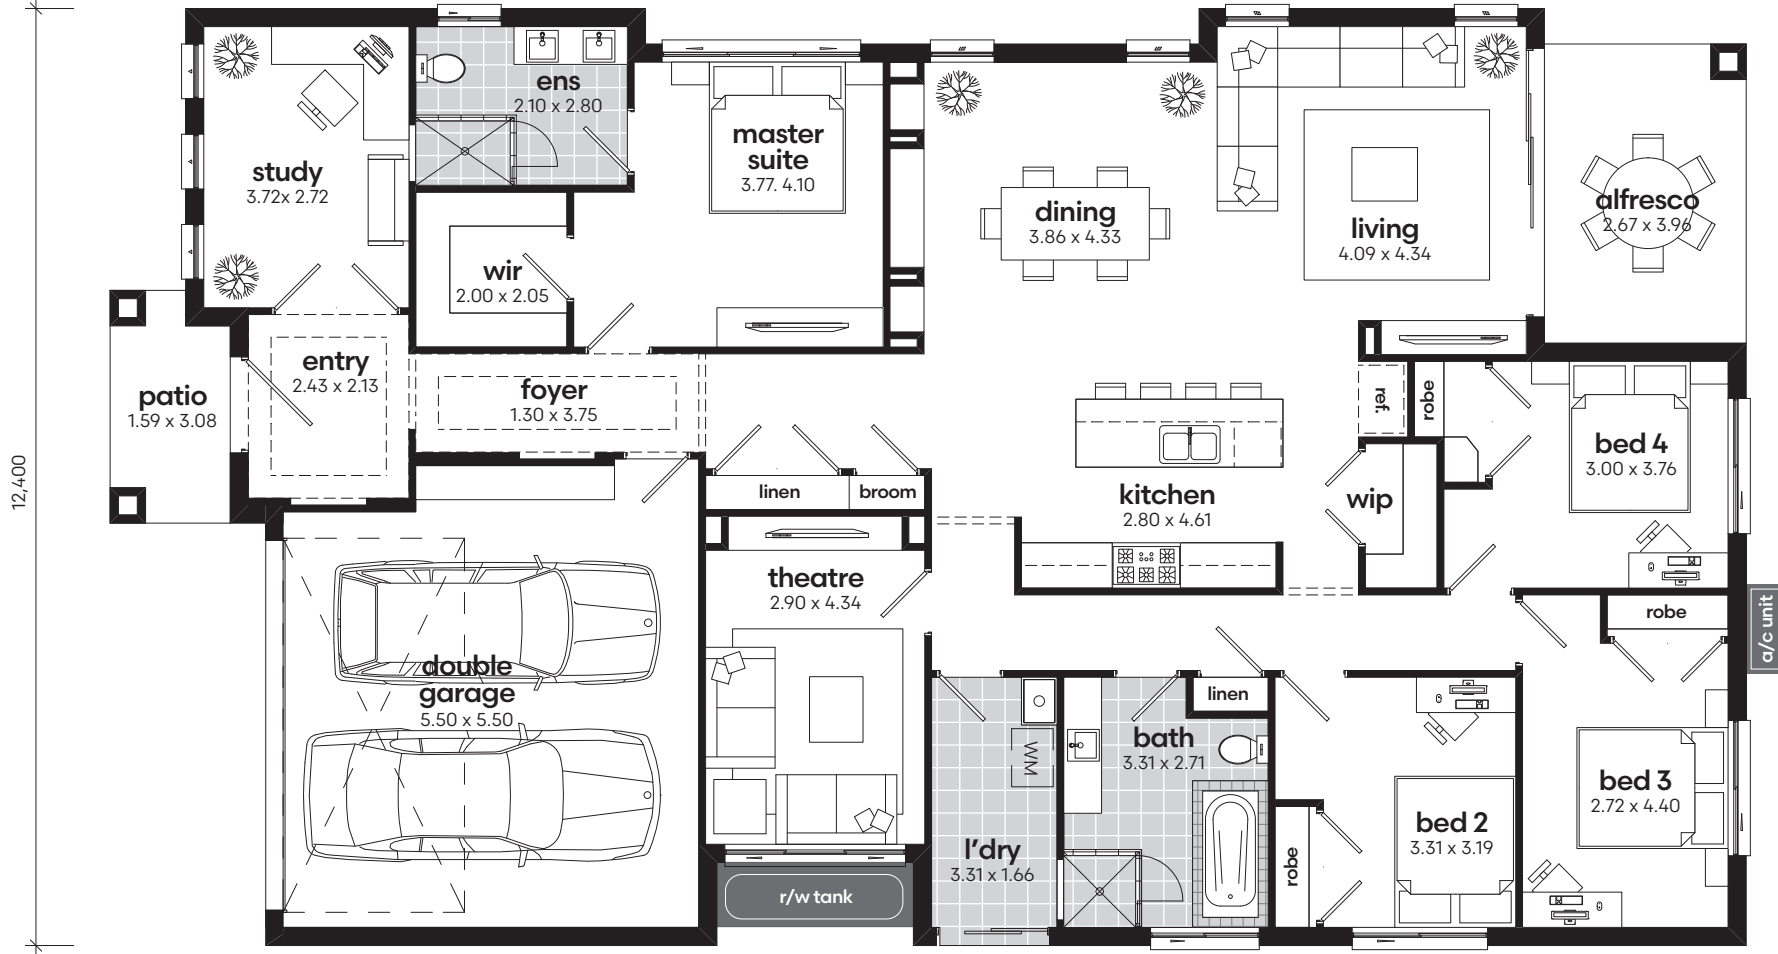 12,400
ens
2.10 x 2.80
study
3.72x 2.72
master
suite
3.77. 4.10
wir
2.00 x 2.05
dining
3.86 x 4.33
living
4.09 x 4.34
alfresco
2.67 x 3.96
patio
1.59 x 3.08
entry
2.43 x 2.13
foyer
1.30 x 3.75
linen
broom
ref.
robe
bed 4
3.00 x 3.76
kitchen
2.80 x 4.61
wip
theatre
2.90 x 4.34
double
garage
5.50 x 5.50
robe
a/c unit
linen
WM
bath
3.31 x 2.71
l’dry
3.31 x 1.66
r/w tank
robe
bed 2
3.31 x 3.19
bed 3
2.72 x 4.40